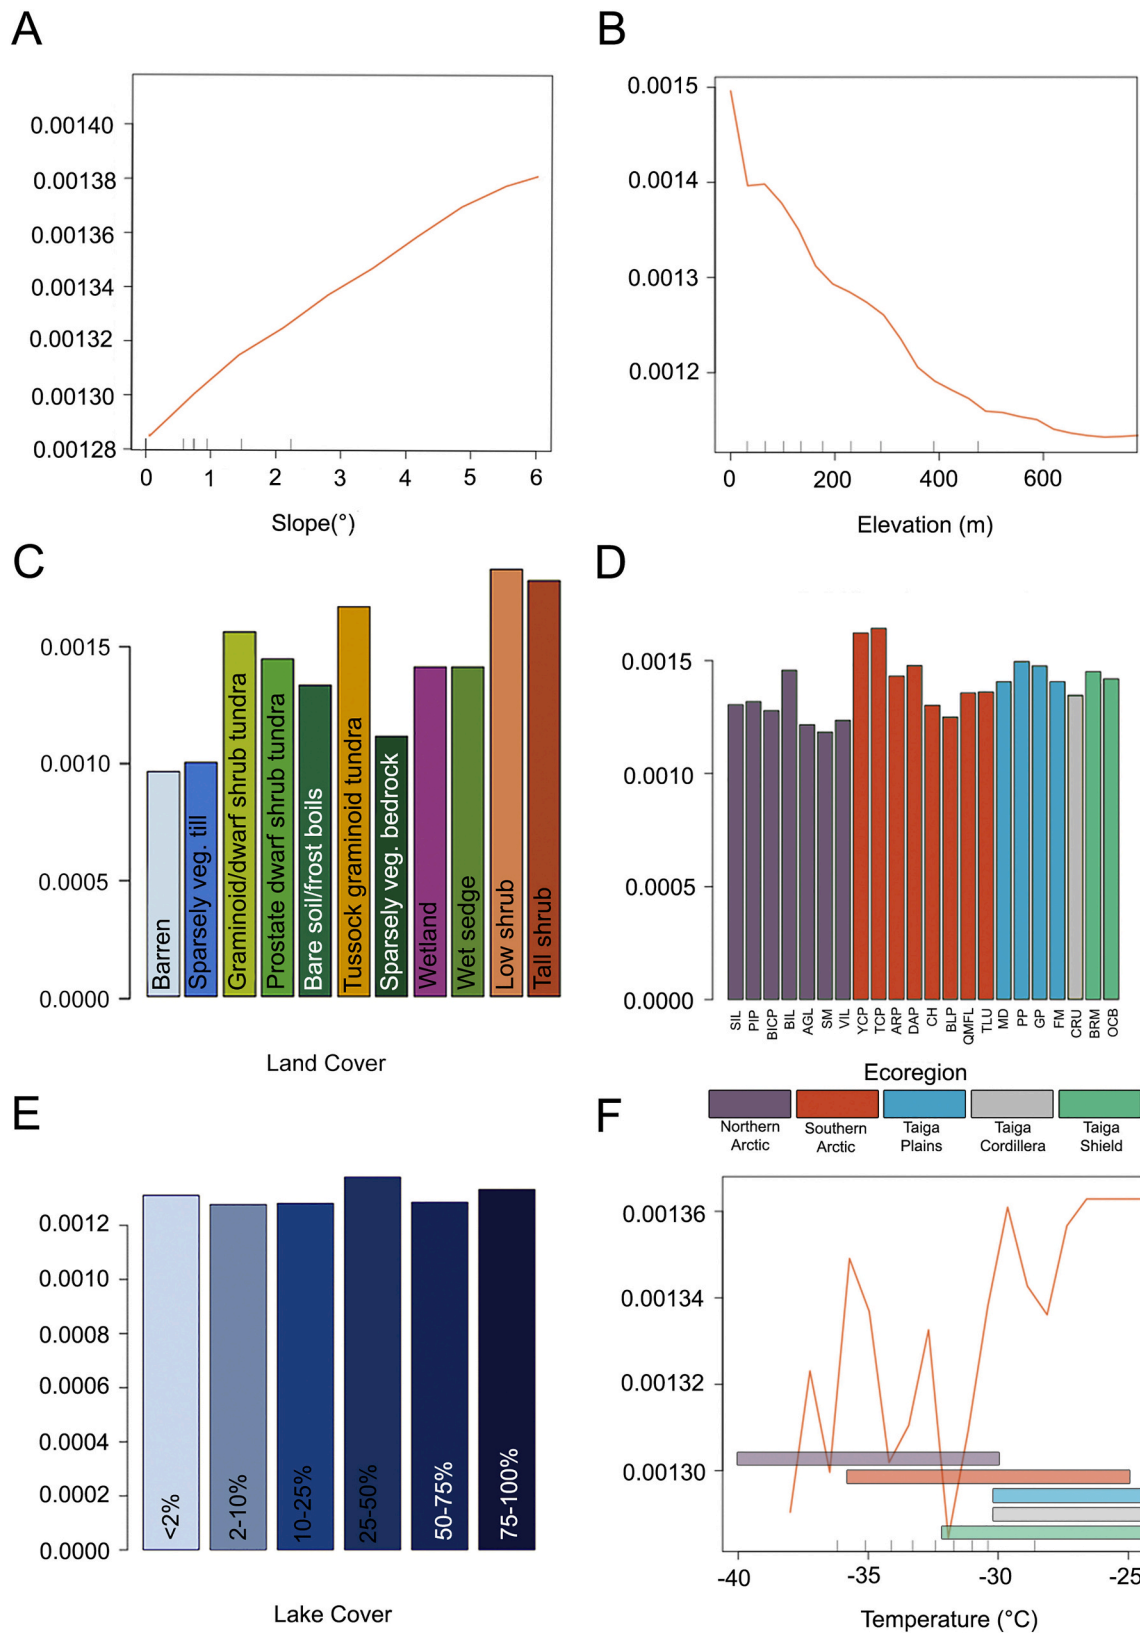 A
0.00140
0.00138
0.00136
0.00134
0.00132
0.00130
0.00128
0 1 2 3 4 5 6
Slope(°)
B
0.0015
0.0014
0.0013
0.0012
0 200 400 600
Elevation (m)
C
0.0015
0.0010
0.0005
0.0000
Barren
Sparsely veg. till
Graminoid/dwarf shrub tundra
Prostate dwarf shrub tundra
Bare soil/frost boils
Tussock graminoid tundra
Sparsely veg. bedrock
Wetland
Wet sedge
Low shrub
Tall shrub
Land Cover
D
0.0015
0.0010
0.0005
0.0000
SIL
PIP
BICP
BIL
AGL
SM
VIL
YCP
TCP
ARP
DAP
CH
BLP
QMFL
TLU
MD
PP
GP
FM
CRU
BRM
OCB
Ecoregion
Northern
Arctic
Southern
Arctic
Taiga
Plains
Taiga
Cordillera
Taiga
Shield
E
0.0012
0.0010
0.0008
0.0006
0.0004
0.0002
0.0000
<2%
2-10%
10-25%
25-50%
50-75%
75-100%
Lake Cover
F
0.00136
0.00134
0.00132
0.00130
-40 -35 -30 -25
Temperature (°C)